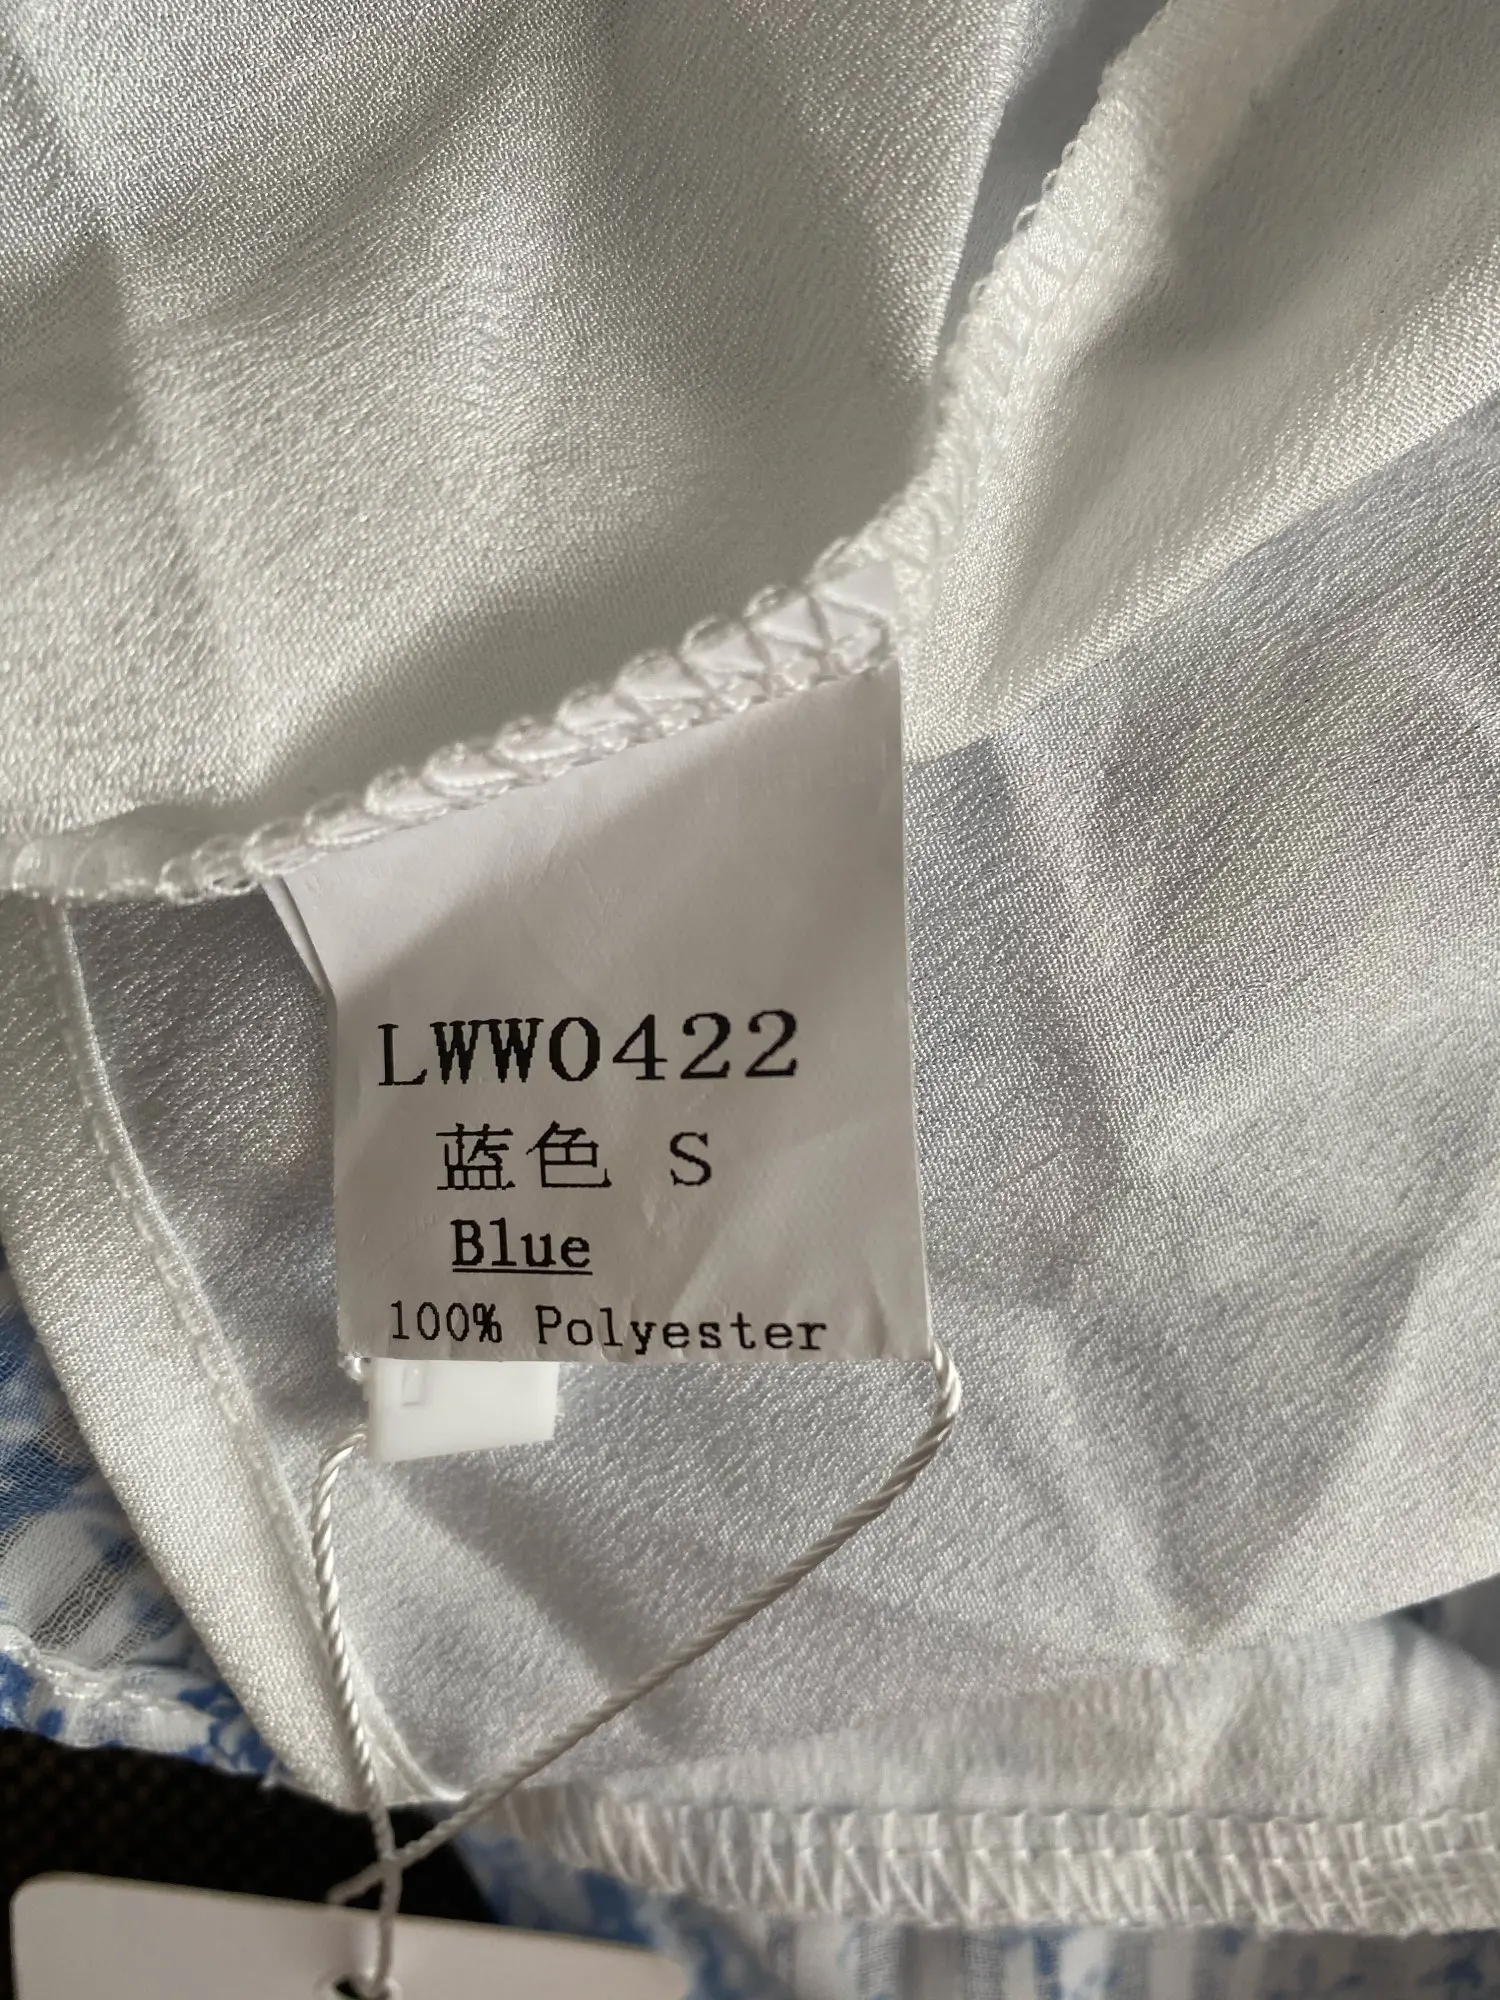 LWW0422
蓝色 S
Blue
100% Polyester